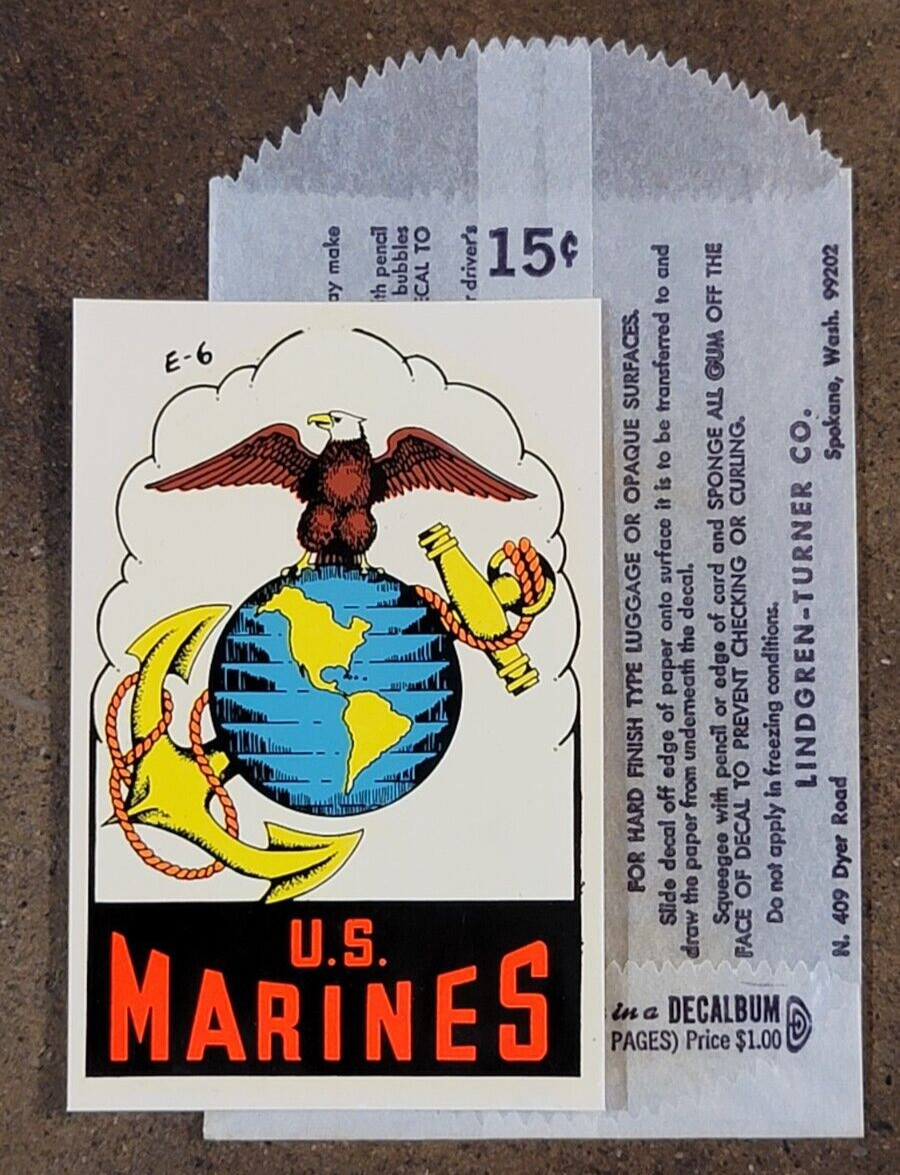 E-6
U.S.
MARINES
15¢
ay make
th pencil
bubbles
ECAL TO
r driver's
FOR HARD FINISH TYPE LUGGAGE OR OPAQUE SURFACES.
Slide decal off edge of paper onto surface it is to be transferred to and
draw the paper from underneath the decal.
Squeegee with pencil or edge of card and SPONGE ALL GUM OFF THE
FACE OF DECAL TO PREVENT CHECKING OR CURLING.
Do not apply in freezing conditions.
LINDGREN-TURNER CO.
N. 409 Dyer Road
Spokane, Wash. 99202
in a DECALBUM
PAGES) Price $1.00